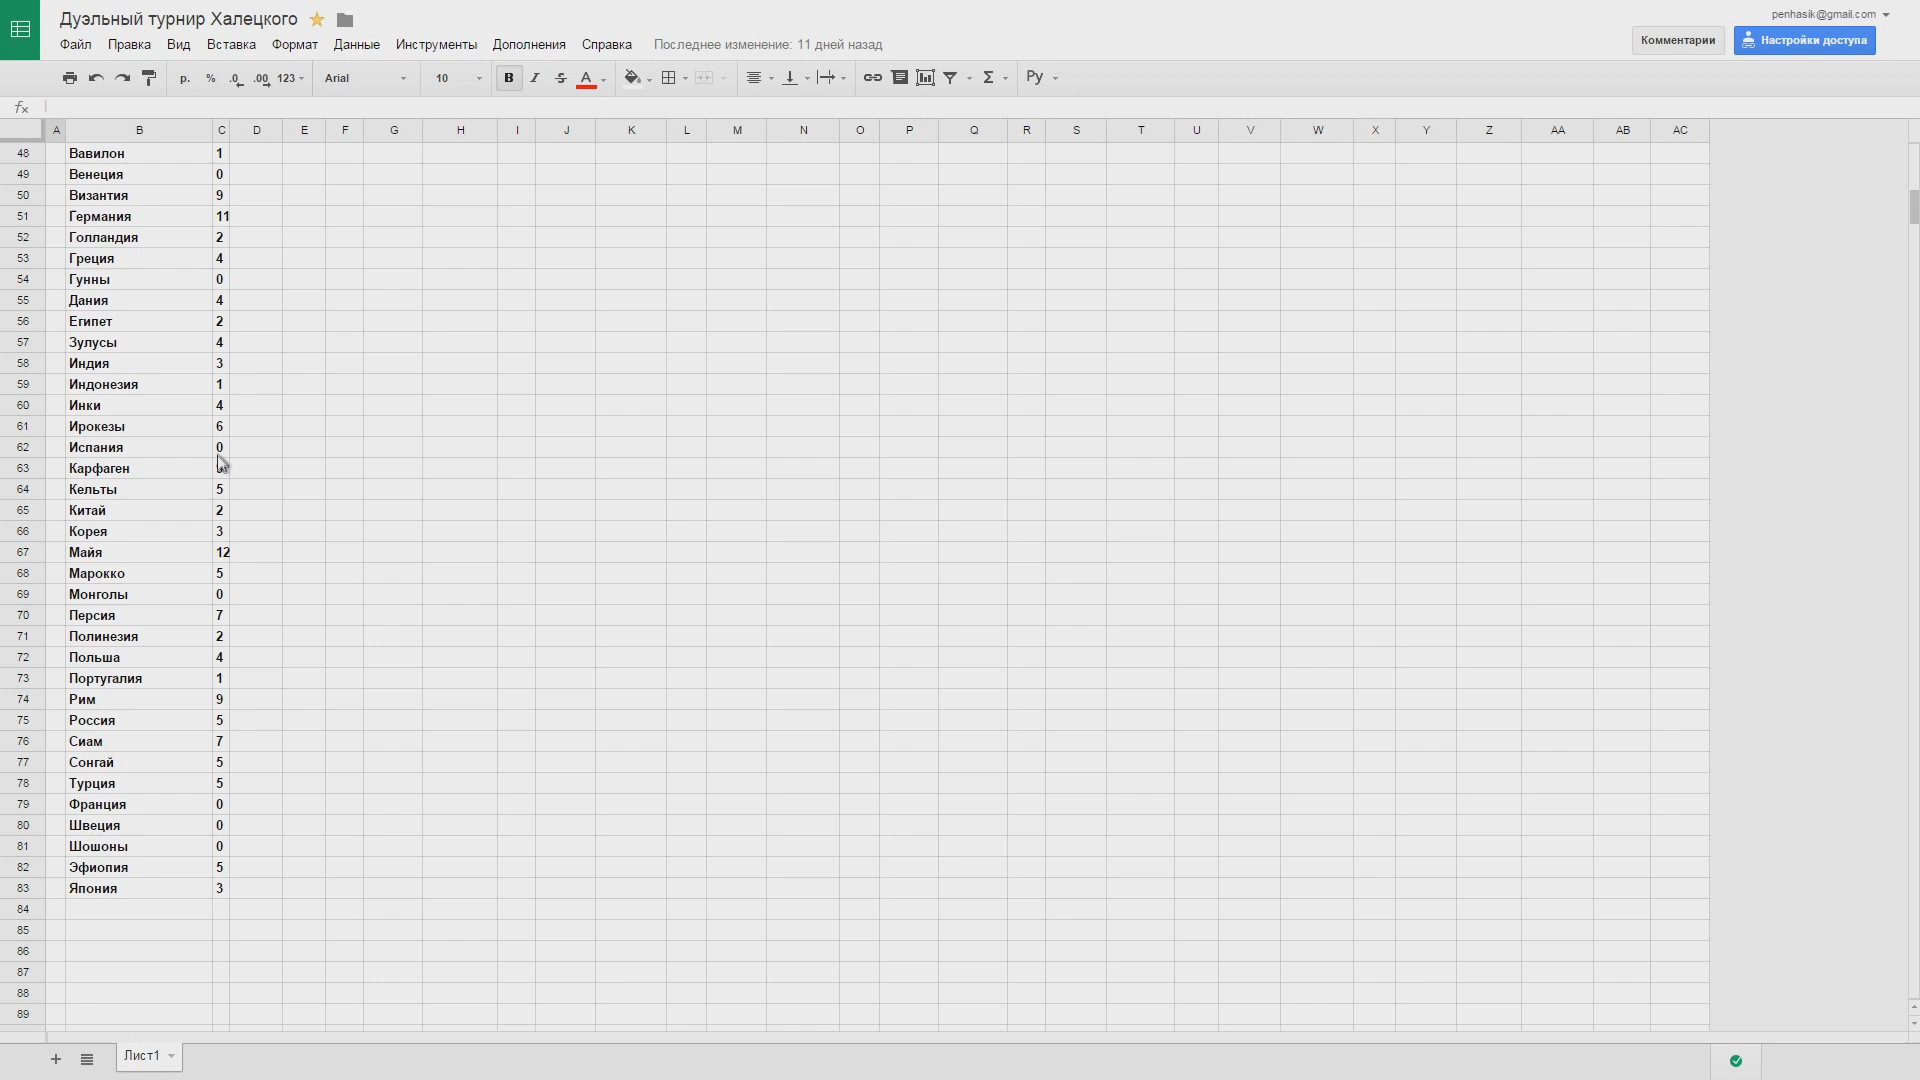 Дуэльный турнир Халецкого
penhasik@gmail.com
Файл Правка Вид Вставка Формат Данные Инструменты Дополнения Справка Последнее изменение: 11 дней назад
Комментарии Настройки доступа
р. % .0 .00 123 Arial 10 B I S A Σ Ру
fx
A B C D E F G H I J K L M N O P Q R S T U V W X Y Z AA AB AC
48 Вавилон 1
49 Венеция 0
50 Византия 9
51 Германия 11
52 Голландия 2
53 Греция 4
54 Гунны 0
55 Дания 4
56 Египет 2
57 Зулусы 4
58 Индия 3
59 Индонезия 1
60 Инки 4
61 Ирокезы 6
62 Испания 0
63 Карфаген
64 Кельты 5
65 Китай 2
66 Корея 3
67 Майя 12
68 Марокко 5
69 Монголы 0
70 Персия 7
71 Полинезия 2
72 Польша 4
73 Португалия 1
74 Рим 9
75 Россия 5
76 Сиам 7
77 Сонгай 5
78 Турция 5
79 Франция 0
80 Швеция 0
81 Шошоны 0
82 Эфиопия 5
83 Япония 3
84
85
86
87
88
89
+ Лист1